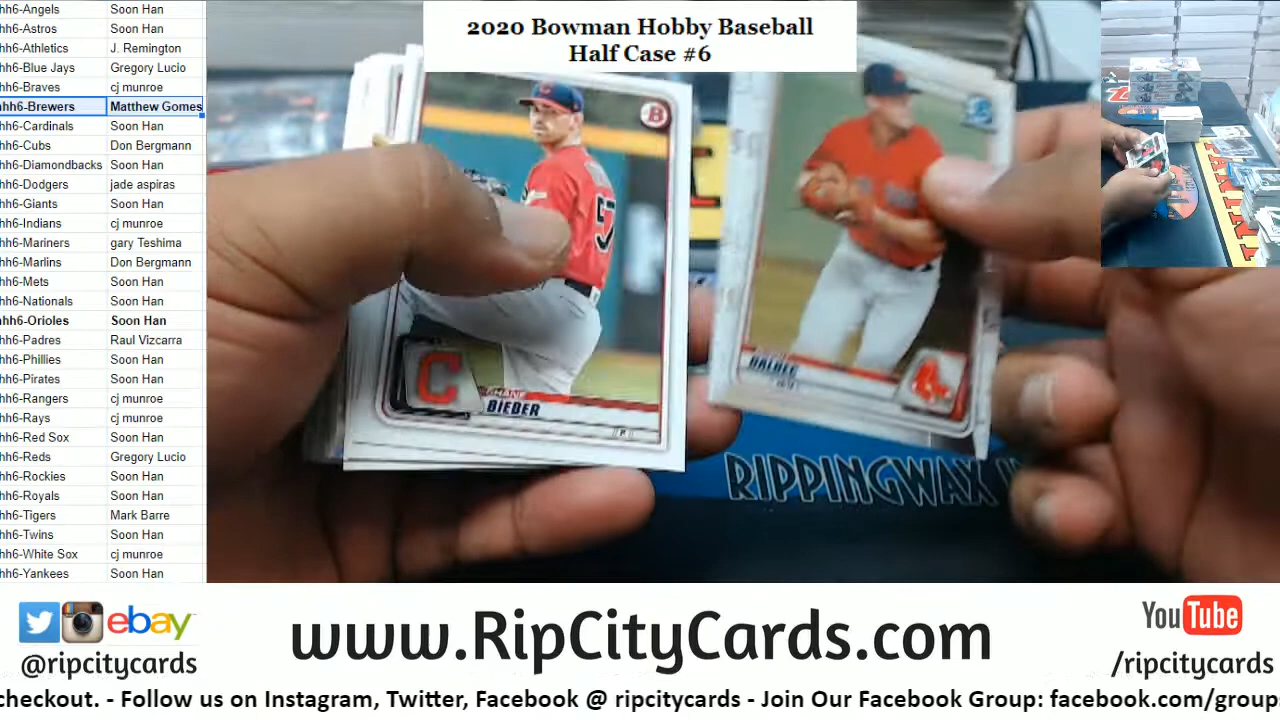 hh6-Angels Soon Han
hh6-Astros Soon Han
hh6-Athletics J. Remington
hh6-Blue Jays Gregory Lucio
hh6-Braves cj munroe
hh6-Brewers Matthew Gomes
hh6-Cardinals Soon Han
hh6-Cubs Don Bergmann
hh6-Diamondbacks Soon Han
hh6-Dodgers jade aspiras
hh6-Giants Soon Han
hh6-Indians cj munroe
hh6-Mariners gary Teshima
hh6-Marlins Don Bergmann
hh6-Mets Soon Han
hh6-Nationals Soon Han
hh6-Orioles Soon Han
hh6-Padres Raul Vizcarra
hh6-Phillies Soon Han
hh6-Pirates Soon Han
hh6-Rangers cj munroe
hh6-Rays cj munroe
hh6-Red Sox Soon Han
hh6-Reds Gregory Lucio
hh6-Rockies Soon Han
hh6-Royals Soon Han
hh6-Tigers Mark Barre
hh6-Twins Soon Han
hh6-White Sox cj munroe
hh6-Yankees Soon Han
2020 Bowman Hobby Baseball
Half Case #6
B
57
C
SHANE
BIEBER
P
DALBEC
B
RIPPINGWAX
ebay
@ripcitycards
www.RipCityCards.com
YouTube
/ripcitycards
checkout. - Follow us on Instagram, Twitter, Facebook @ ripcitycards - Join Our Facebook Group: facebook.com/group